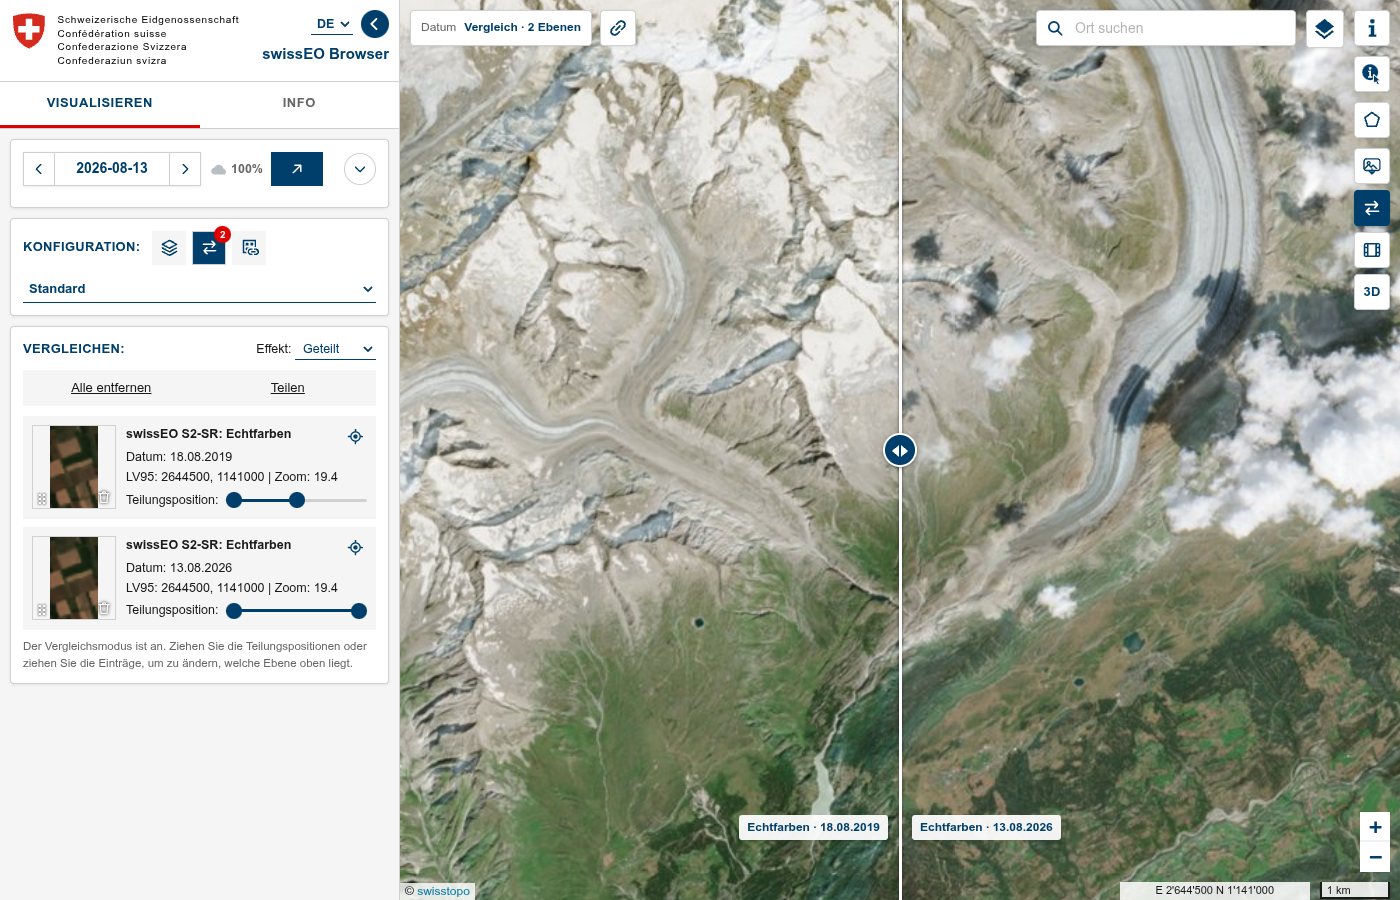 Schweizerische Eidgenossenschaft
Confédération suisse
Confederazione Svizzera
Confederaziun svizra
DE
swissEO Browser
VISUALISIEREN
INFO
2026-08-13
100%
KONFIGURATION:
2
Standard
VERGLEICHEN:
Effekt:
Geteilt
Alle entfernen
Teilen
swissEO S2-SR: Echtfarben
Datum: 18.08.2019
LV95: 2644500, 1141000 | Zoom: 19.4
Teilungsposition:
swissEO S2-SR: Echtfarben
Datum: 13.08.2026
LV95: 2644500, 1141000 | Zoom: 19.4
Teilungsposition:
Der Vergleichsmodus ist an. Ziehen Sie die Teilungspositionen oder
ziehen Sie die Einträge, um zu ändern, welche Ebene oben liegt.
Datum Vergleich · 2 Ebenen
Ort suchen
3D
Echtfarben · 18.08.2019
Echtfarben · 13.08.2026
© swisstopo
E 2'644'500 N 1'141'000
1 km